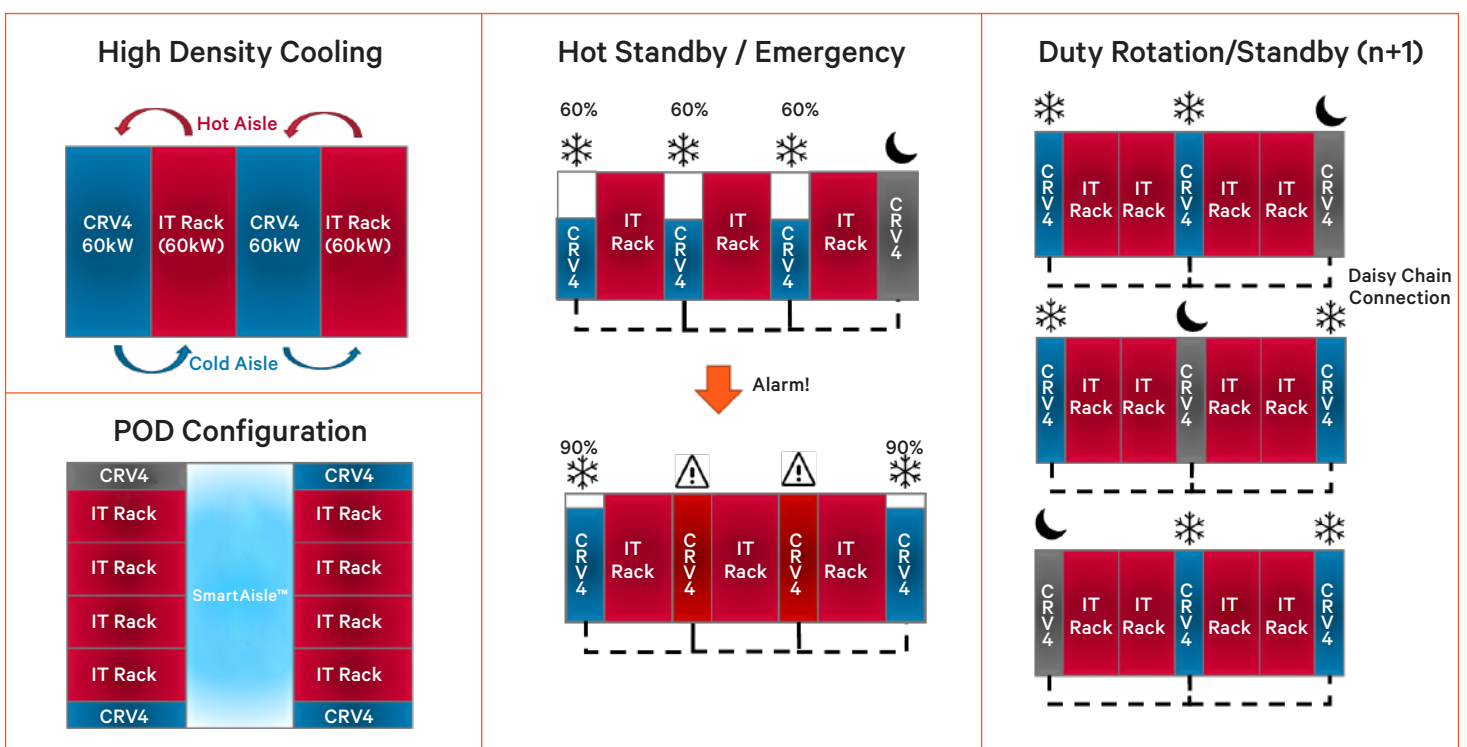 High Density Cooling
Hot Aisle
CRV4
60kW
IT Rack
(60kW)
CRV4
60kW
IT Rack
(60kW)
Cold Aisle
POD Configuration
CRV4
IT Rack
IT Rack
IT Rack
IT Rack
CRV4
SmartAisle™
CRV4
IT Rack
IT Rack
IT Rack
IT Rack
CRV4
Hot Standby / Emergency
60%
60%
60%
CRV4
IT
Rack
CRV4
IT
Rack
CRV4
IT
Rack
CRV4
Alarm!
90%
90%
CRV4
IT
Rack
CRV4
IT
Rack
CRV4
IT
Rack
CRV4
Duty Rotation/Standby (n+1)
CRV4
IT
Rack
IT
Rack
CRV4
IT
Rack
IT
Rack
CRV4
Daisy Chain
Connection
CRV4
IT
Rack
IT
Rack
CRV4
IT
Rack
IT
Rack
CRV4
CRV4
IT
Rack
IT
Rack
CRV4
IT
Rack
IT
Rack
CRV4